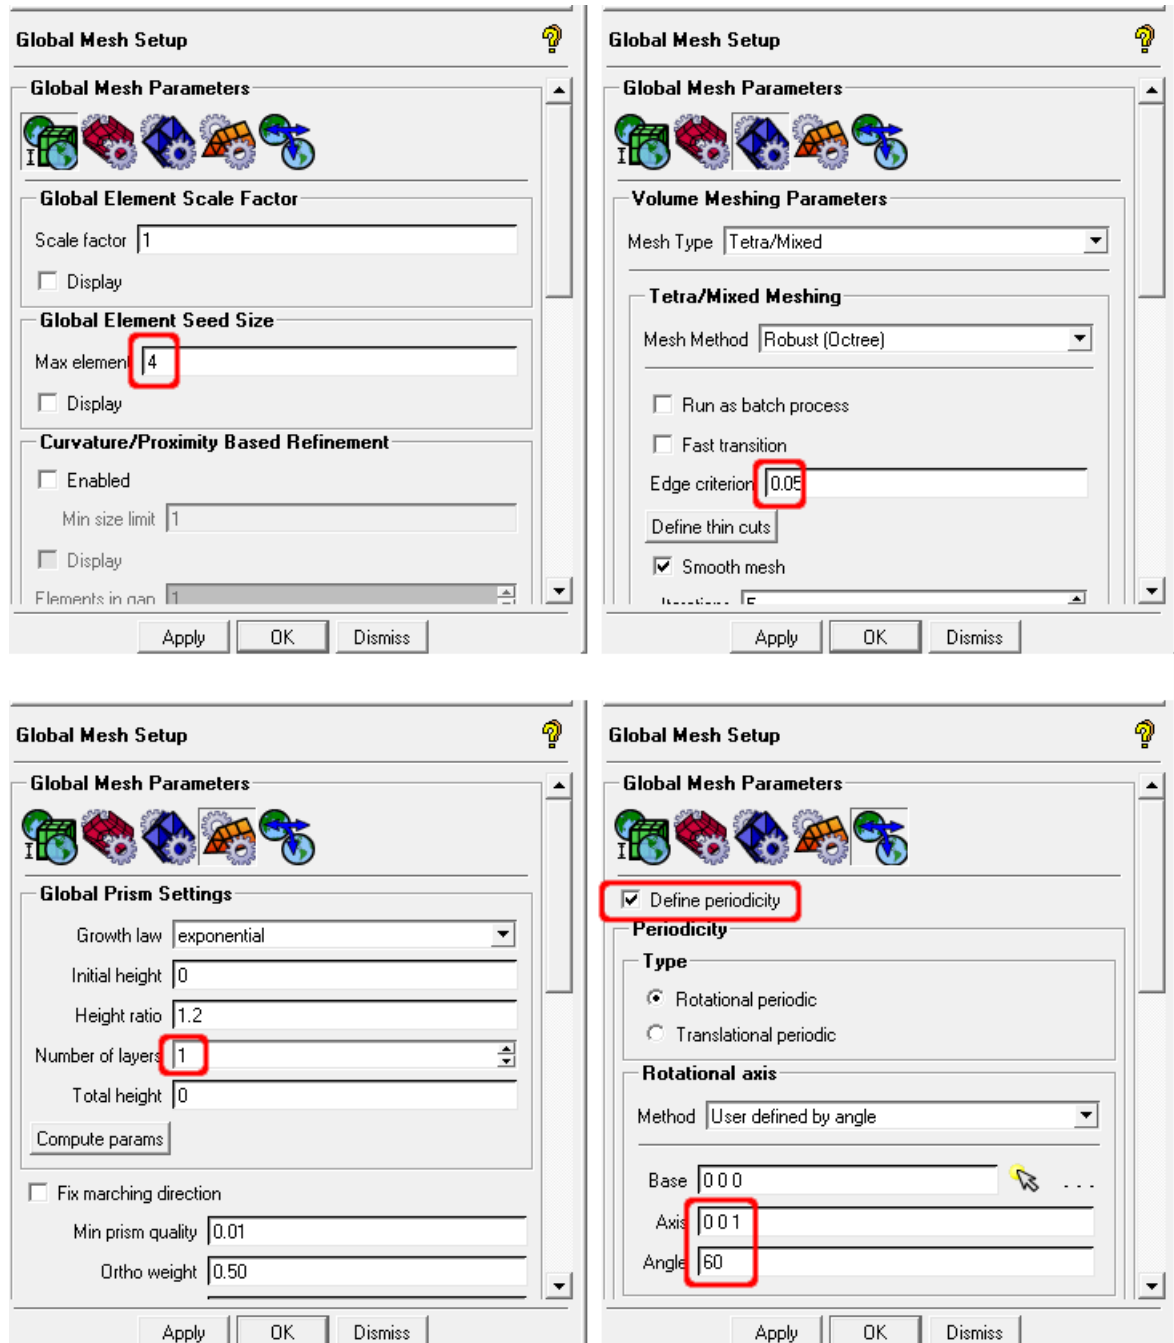 Global Mesh Setup
Global Mesh Parameters
Global Element Scale Factor
Scale factor 1
Display
Global Element Seed Size
Max element 4
Display
Curvature/Proximity Based Refinement
Enabled
Min size limit 1
Display
Elements in gap 1
Apply OK Dismiss
Global Mesh Setup
Global Mesh Parameters
Volume Meshing Parameters
Mesh Type Tetra/Mixed
Tetra/Mixed Meshing
Mesh Method Robust (Octree)
Run as batch process
Fast transition
Edge criterion 0.05
Define thin cuts
Smooth mesh
Iterations 5
Apply OK Dismiss
Global Mesh Setup
Global Mesh Parameters
Global Prism Settings
Growth law exponential
Initial height 0
Height ratio 1.2
Number of layers 1
Total height 0
Compute params
Fix marching direction
Min prism quality 0.01
Ortho weight 0.50
Apply OK Dismiss
Global Mesh Setup
Global Mesh Parameters
Define periodicity
Periodicity
Type
Rotational periodic
Translational periodic
Rotational axis
Method User defined by angle
Base 0 0 0 ...
Axis 0 0 1
Angle 60
Apply OK Dismiss